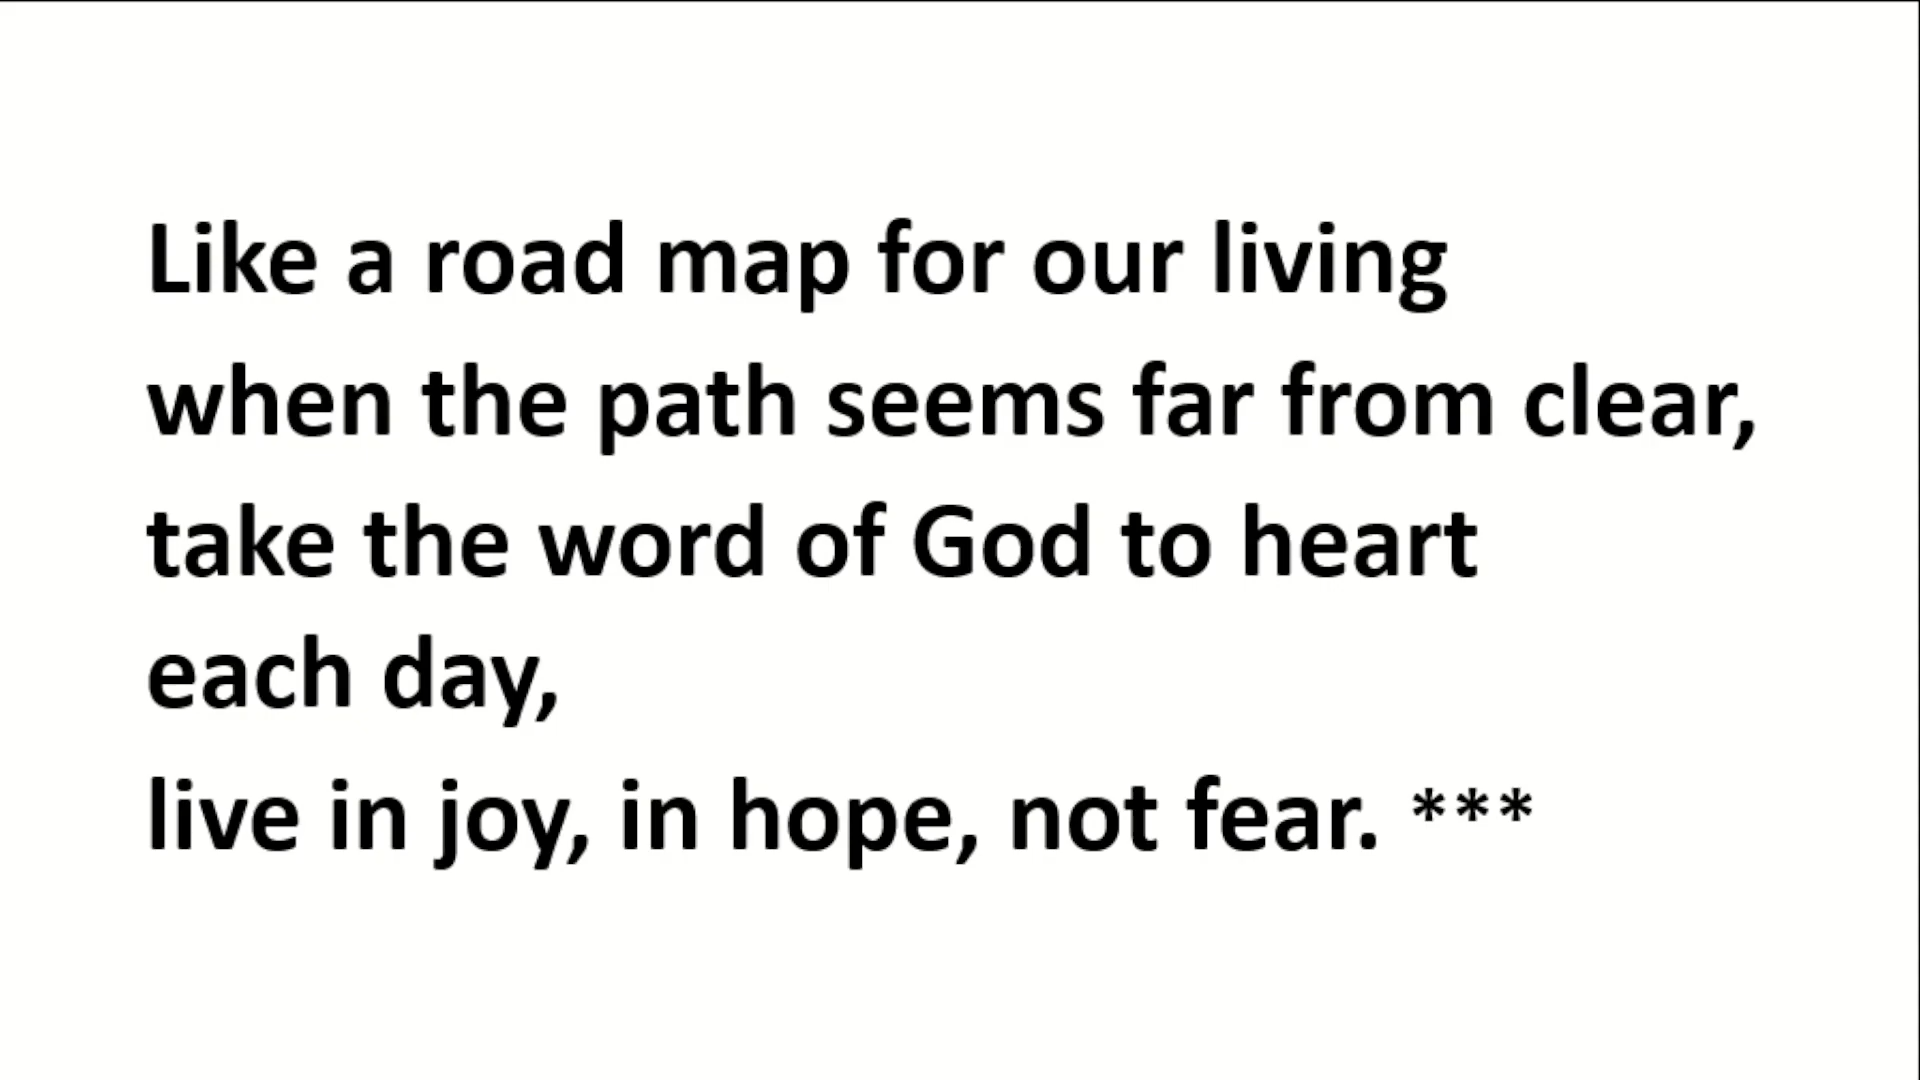 Like a road map for our living
when the path seems far from clear,
take the word of God to heart
each day,
live in joy, in hope, not fear. ***